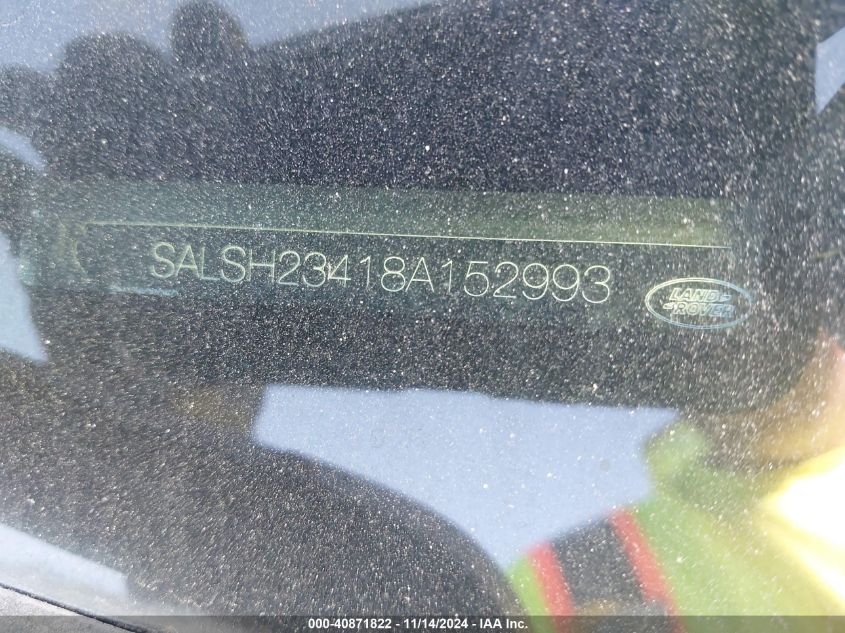 SALSH23418A152993
LAND
ROVER
000-40871822 - 11/14/2024 - IAA Inc.